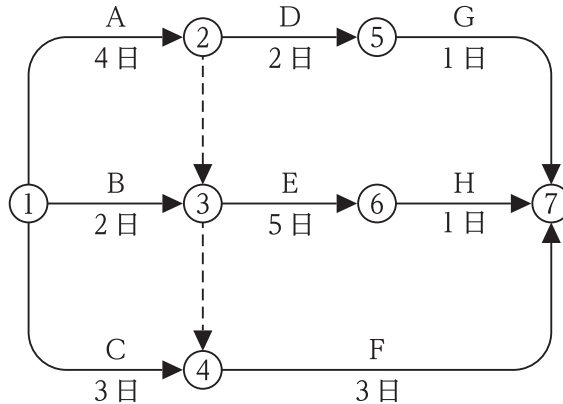 A D G
② ⑤
4日 2日 1日
B E H
① ③ ⑥ ⑦
2日 5日 1日
C F
④
3日 3日